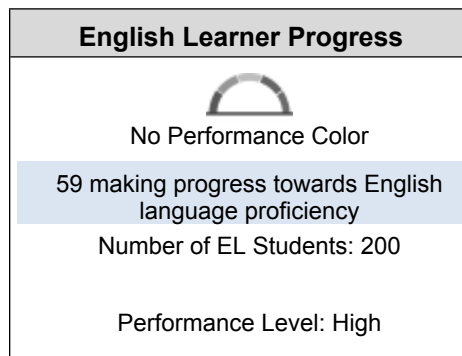 English Learner Progress
No Performance Color
59 making progress towards English
language proficiency
Number of EL Students: 200
Performance Level: High